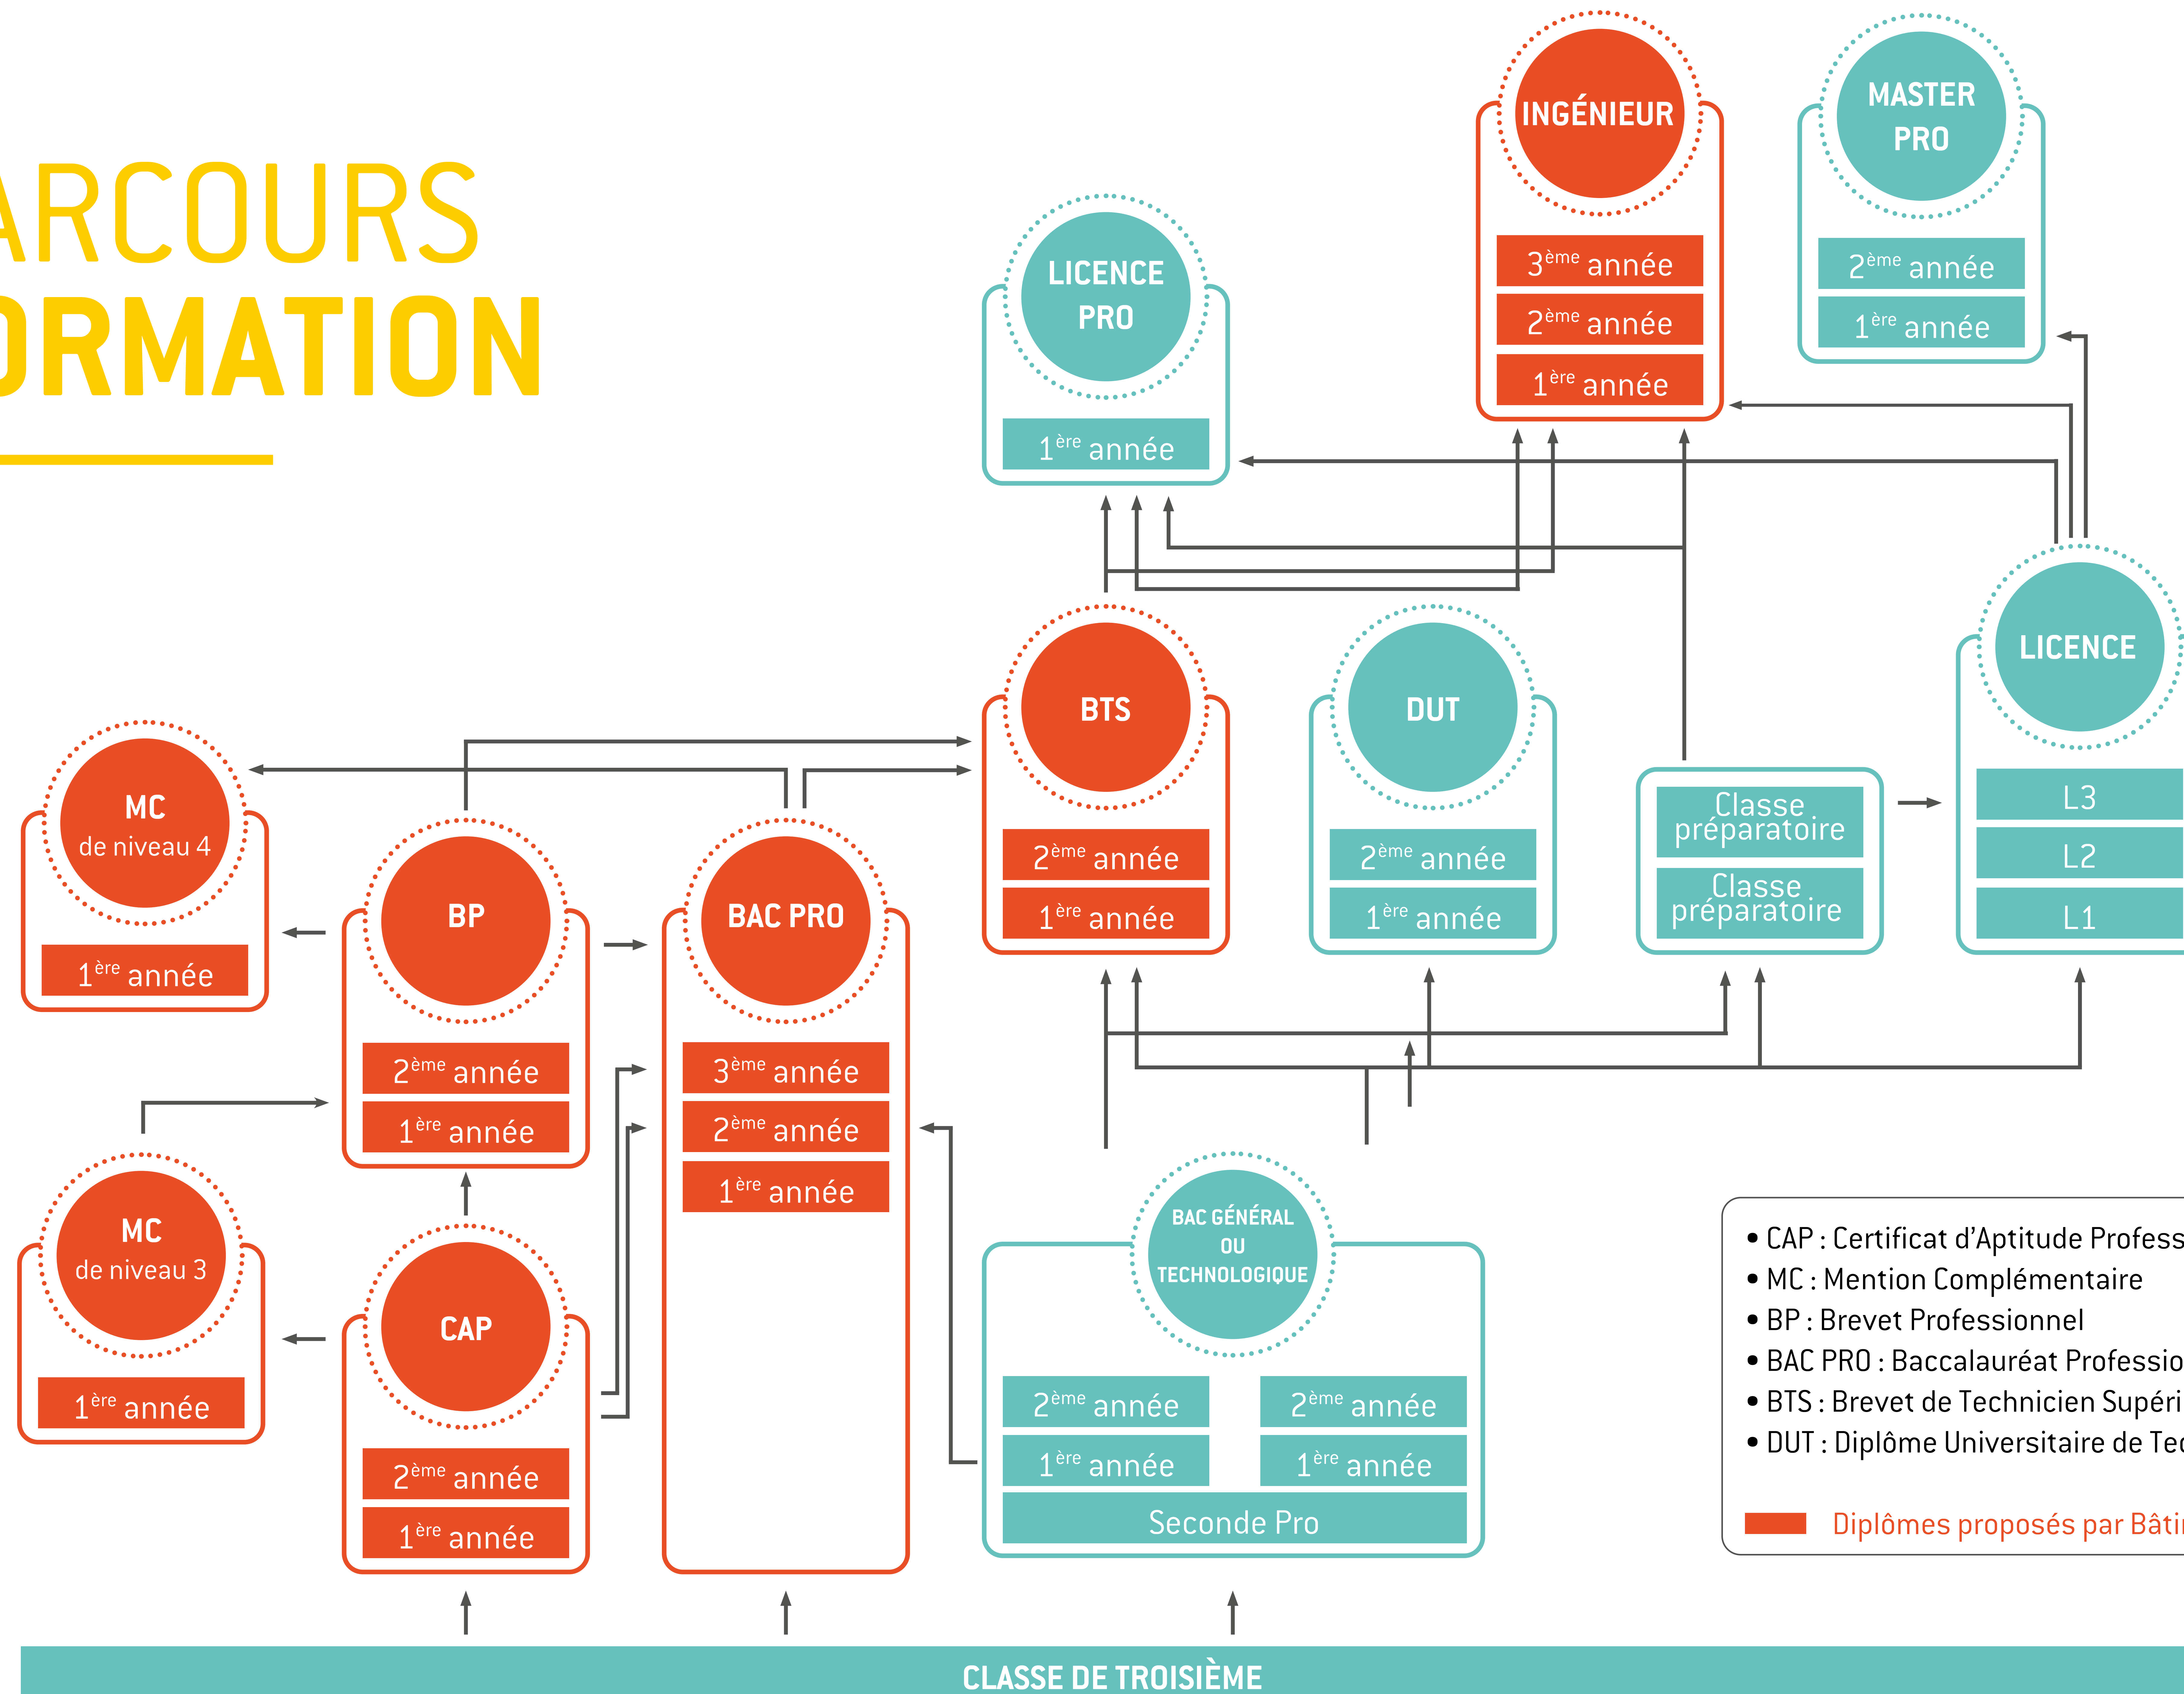 ARCOURS
ORMATION
INGÉNIEUR
3ème année
2ème année
1ère année
MASTER
PRO
2ème année
1ère année
LICENCE
PRO
1ère année
LICENCE
L3
L2
L1
BTS
2ème année
1ère année
DUT
2ème année
1ère année
Classe
préparatoire
Classe
préparatoire
MC
de niveau 4
1ère année
BP
2ème année
1ère année
BAC PRO
3ème année
2ème année
1ère année
MC
de niveau 3
1ère année
CAP
2ème année
1ère année
BAC GÉNÉRAL
OU
TECHNOLOGIQUE
2ème année
2ème année
1ère année
1ère année
Seconde Pro
• CAP : Certificat d’Aptitude Profess
• MC : Mention Complémentaire
• BP : Brevet Professionnel
• BAC PRO : Baccalauréat Professio
• BTS : Brevet de Technicien Supéri
• DUT : Diplôme Universitaire de Tec
Diplômes proposés par Bâti
CLASSE DE TROISIÈME